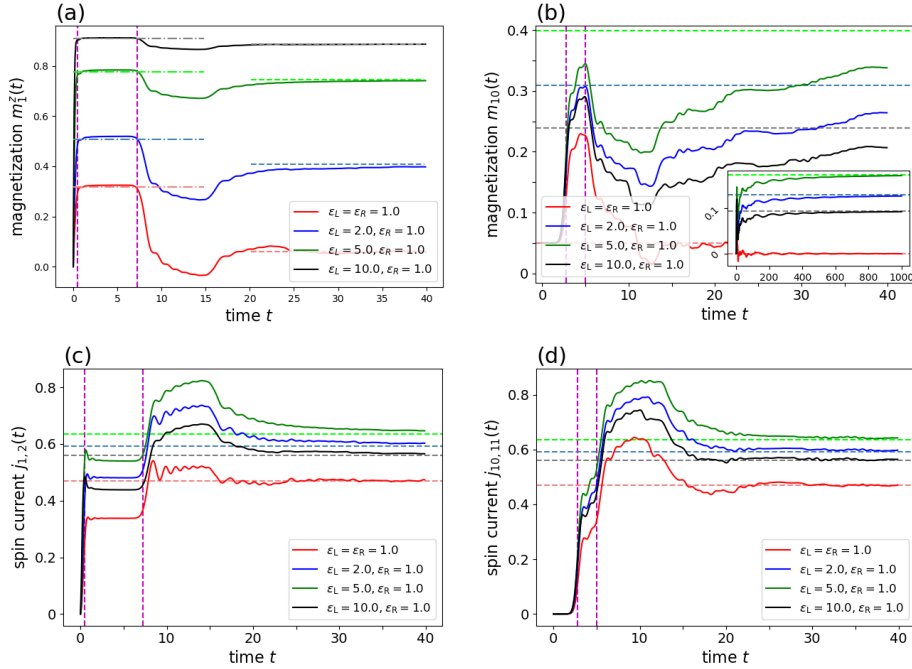 (a)
magnetization m₁ᶻ(t)
0.8
0.6
0.4
0.2
0.0
0
5
10
15
20
25
30
35
40
time t
ε_L = ε_R = 1.0
ε_L = 2.0, ε_R = 1.0
ε_L = 5.0, ε_R = 1.0
ε_L = 10.0, ε_R = 1.0
(b)
magnetization m₁₀(t)
0.4
0.3
0.2
0.1
0
0
10
20
30
40
time t
ε_L = ε_R = 1.0
ε_L = 2.0, ε_R = 1.0
ε_L = 5.0, ε_R = 1.0
ε_L = 10.0, ε_R = 1.0
0.1
0
0
200
400
600
800
1000
(c)
spin current j₁,₂(t)
0.8
0.6
0.4
0.2
0
0
10
20
30
40
time t
ε_L = ε_R = 1.0
ε_L = 2.0, ε_R = 1.0
ε_L = 5.0, ε_R = 1.0
ε_L = 10.0, ε_R = 1.0
(d)
spin current j₁₀,₁₁(t)
0.8
0.6
0.4
0.2
0
0
10
20
30
40
time t
ε_L = ε_R = 1.0
ε_L = 2.0, ε_R = 1.0
ε_L = 5.0, ε_R = 1.0
ε_L = 10.0, ε_R = 1.0